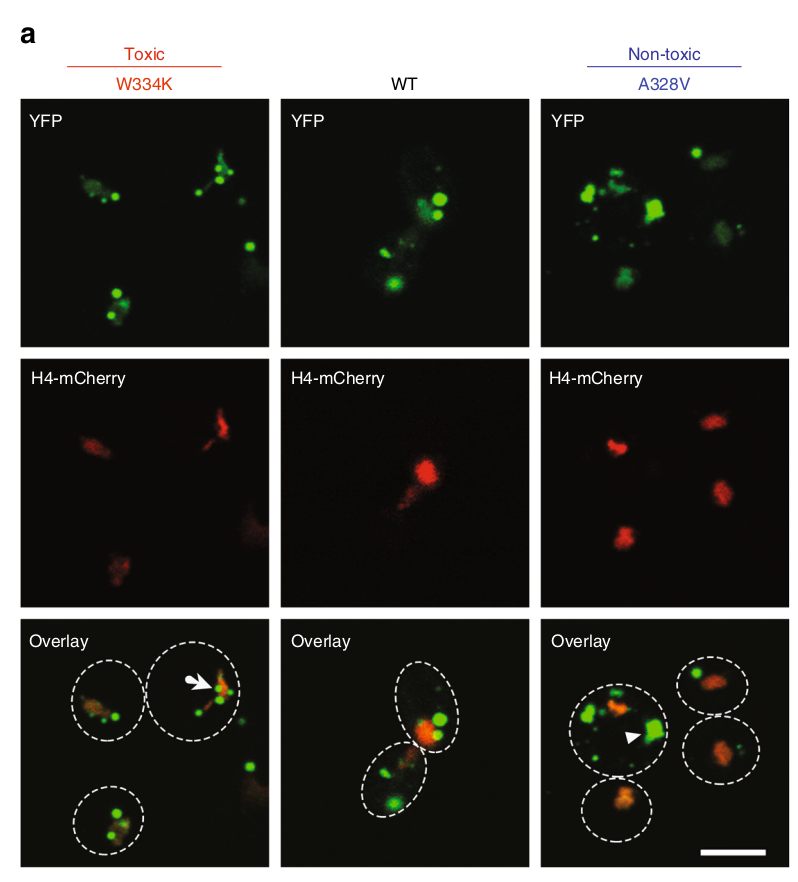 a
Toxic
Non-toxic
W334K
WT
A328V
YFP
YFP
YFP
H4-mCherry
H4-mCherry
H4-mCherry
Overlay
Overlay
Overlay